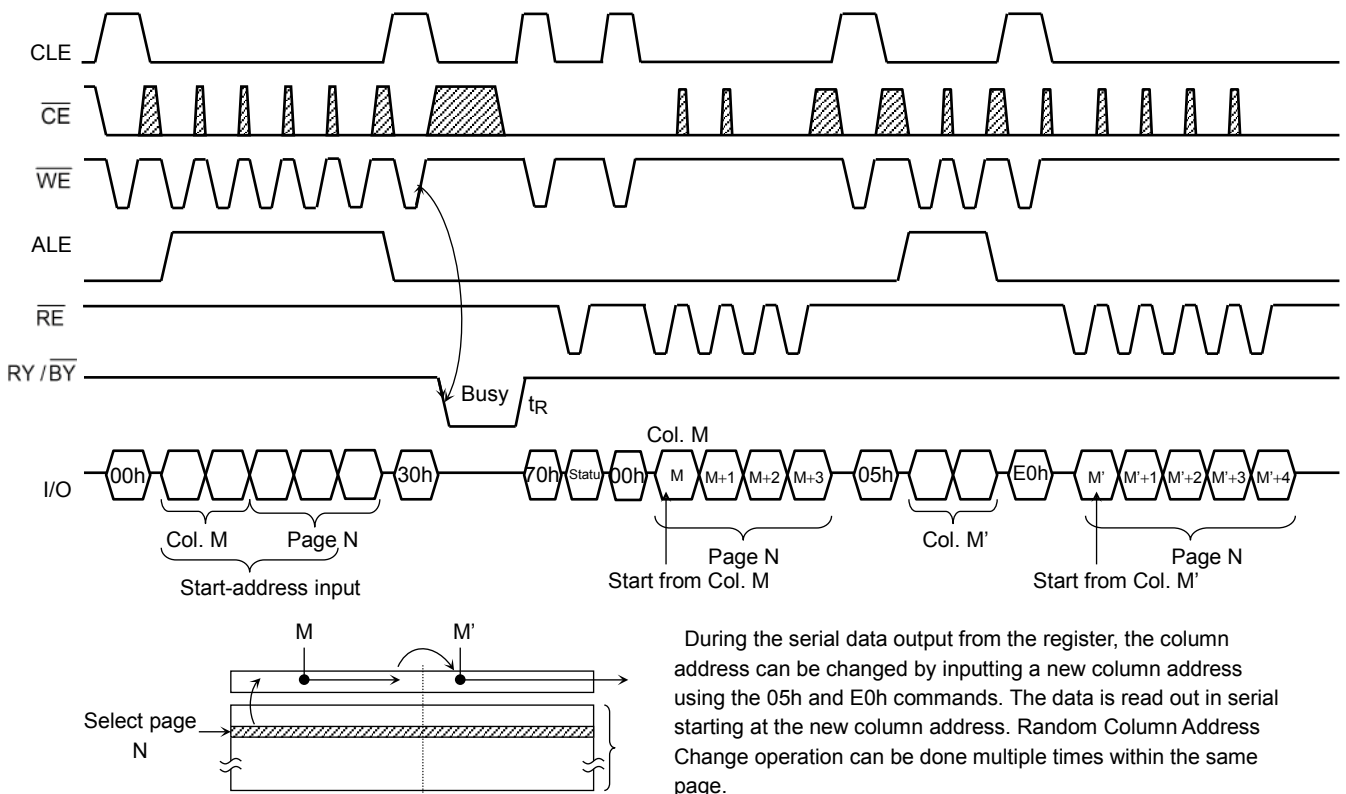 CLE
CE
WE
ALE
RE
RY / BY
Busy
tR
Col. M
I/O
00h
30h
70h
Statu
00h
M
M+1
M+2
M+3
05h
E0h
M'
M'+1
M'+2
M'+3
M'+4
Col. M
Page N
Start-address input
Page N
Start from Col. M
Col. M’
Page N
Start from Col. M’
M
M’
Select page
N
During the serial data output from the register, the column
address can be changed by inputting a new column address
using the 05h and E0h commands. The data is read out in serial
starting at the new column address. Random Column Address
Change operation can be done multiple times within the same
page.